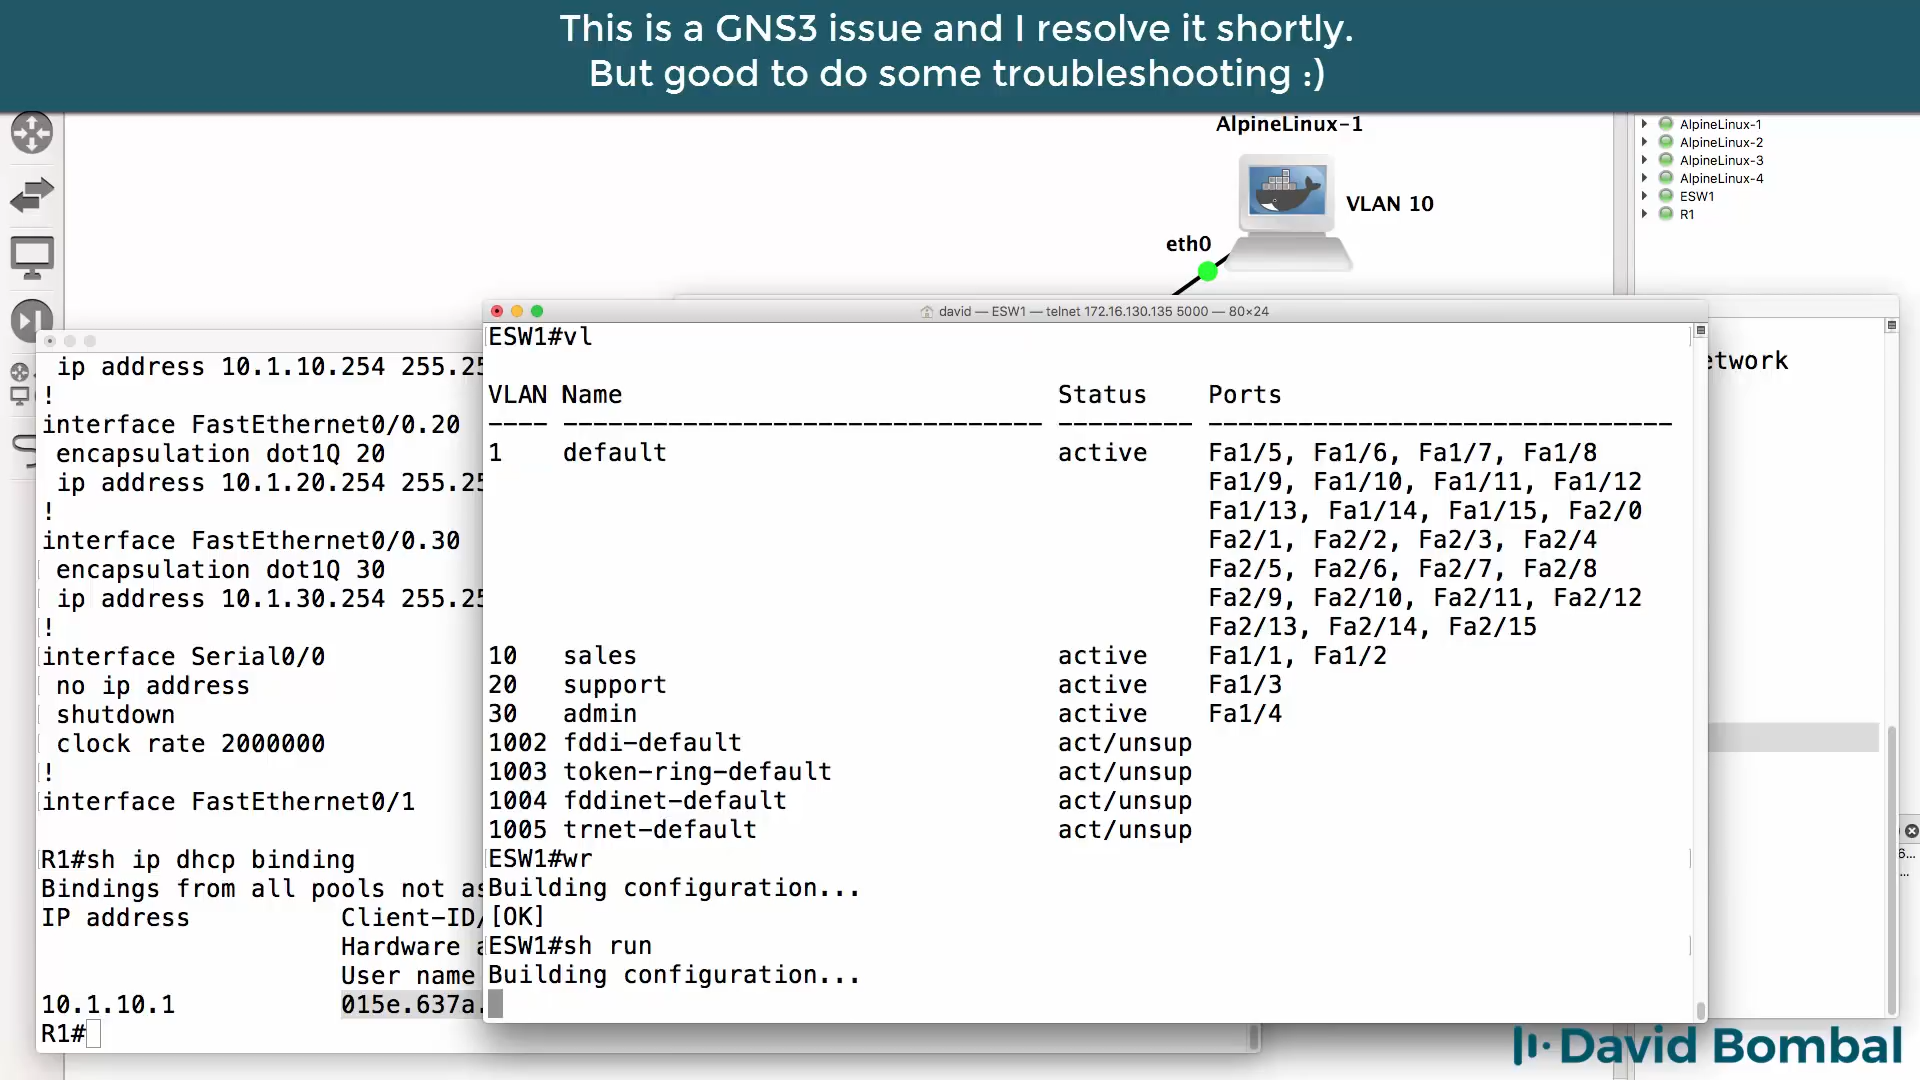 This is a GNS3 issue and I resolve it shortly.
But good to do some troubleshooting :)
AlpineLinux-1
VLAN 10
eth0
AlpineLinux-1
AlpineLinux-2
AlpineLinux-3
AlpineLinux-4
ESW1
R1
etwork
ip address 10.1.10.254 255.25
!
interface FastEthernet0/0.20
encapsulation dot1Q 20
ip address 10.1.20.254 255.25
!
interface FastEthernet0/0.30
encapsulation dot1Q 30
ip address 10.1.30.254 255.25
!
interface Serial0/0
no ip address
shutdown
clock rate 2000000
!
interface FastEthernet0/1
R1#sh ip dhcp binding
Bindings from all pools not as
IP address Client-ID/
Hardware a
User name
10.1.10.1 015e.637a.
R1#
david — ESW1 — telnet 172.16.130.135 5000 — 80×24
ESW1#vl
VLAN Name Status Ports
---- -------------------------------- --------- -------------------------------
1 default active Fa1/5, Fa1/6, Fa1/7, Fa1/8
Fa1/9, Fa1/10, Fa1/11, Fa1/12
Fa1/13, Fa1/14, Fa1/15, Fa2/0
Fa2/1, Fa2/2, Fa2/3, Fa2/4
Fa2/5, Fa2/6, Fa2/7, Fa2/8
Fa2/9, Fa2/10, Fa2/11, Fa2/12
Fa2/13, Fa2/14, Fa2/15
10 sales active Fa1/1, Fa1/2
20 support active Fa1/3
30 admin active Fa1/4
1002 fddi-default act/unsup
1003 token-ring-default act/unsup
1004 fddinet-default act/unsup
1005 trnet-default act/unsup
ESW1#wr
Building configuration...
[OK]
ESW1#sh run
Building configuration...
6...
...
David Bombal